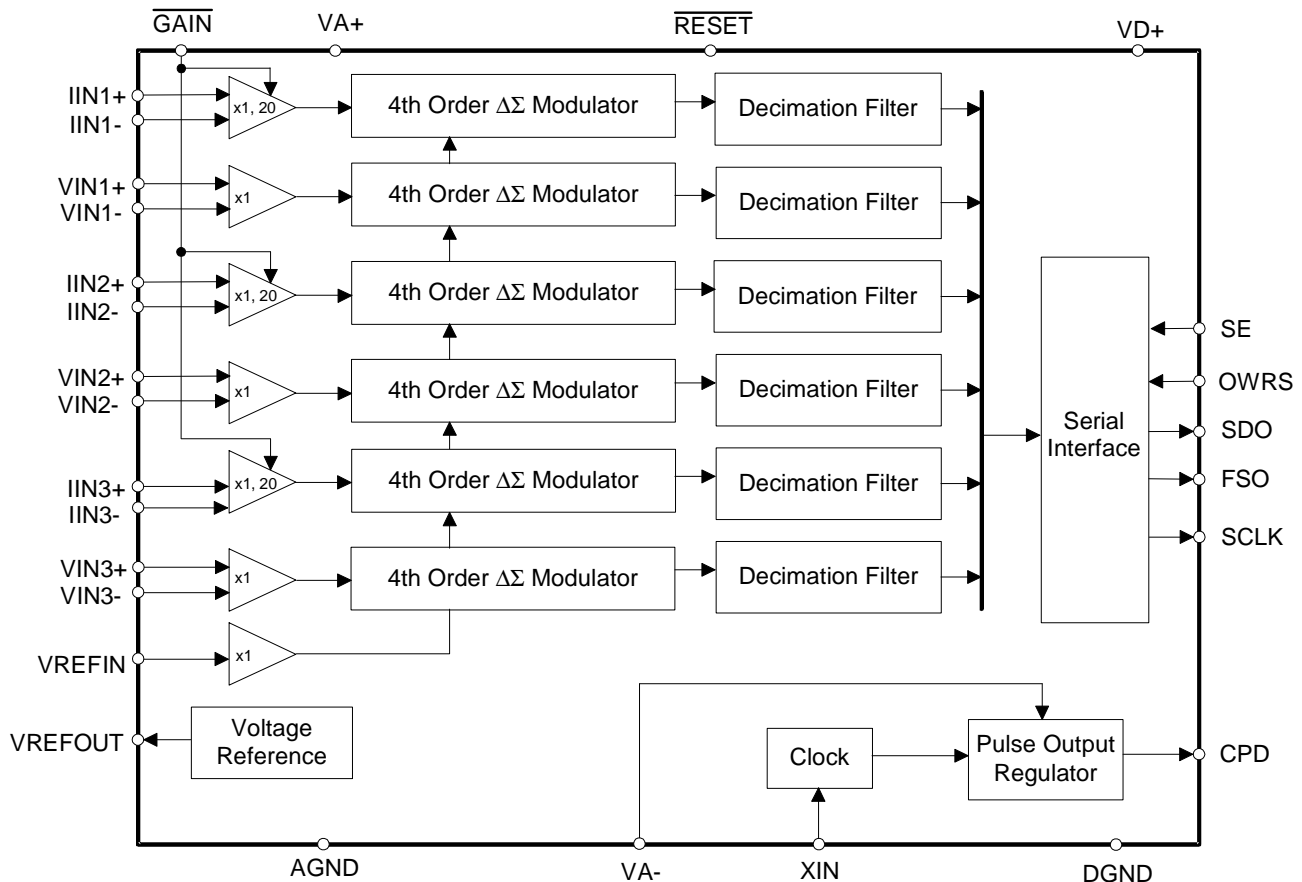 GAIN VA+ RESET VD+
IIN1+
IIN1-
x1, 20
4th Order ΔΣ Modulator
Decimation Filter
VIN1+
VIN1-
x1
4th Order ΔΣ Modulator
Decimation Filter
IIN2+
IIN2-
x1, 20
4th Order ΔΣ Modulator
Decimation Filter
VIN2+
VIN2-
x1
4th Order ΔΣ Modulator
Decimation Filter
IIN3+
IIN3-
x1, 20
4th Order ΔΣ Modulator
Decimation Filter
VIN3+
VIN3-
x1
4th Order ΔΣ Modulator
Decimation Filter
Serial
Interface
SE
OWRS
SDO
FSO
SCLK
VREFIN
x1
VREFOUT
Voltage
Reference
Clock
Pulse Output
Regulator
CPD
AGND VA- XIN DGND